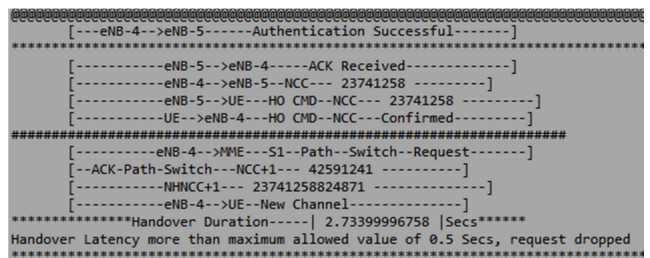 @@@@@@@@@@@@@@@@@@@@@@@@@@@@@@@@@@@@@@@@@@@@@@@@@@@@@@@@@@@@@@@@@@@@@@@@@@@@@@@@
[---eNB-4-->eNB-5------Authentication Successful-------]
********************************************************************************
[-----------eNB-5-->eNB-4-----ACK Received-------------]
[-----------eNB-4-->eNB-5--NCC--- 23741258 ---------]
[-----------eNB-5-->UE---HO CMD--NCC--- 23741258 ---------]
[-----------UE-->eNB-4---HO CMD--NCC---Confirmed---------]
######################################################################
[----------eNB-4-->MME---S1--Path--Switch--Request-------]
[--ACK-Path-Switch---NCC+1--- 42591241 ----------]
[-----------NHNCC+1--- 23741258824871 --------------]
[----------eNB-4-->UE--New Channel--------------]
***************Handover Duration-----| 2.73399996758 |Secs******
Handover Latency more than maximum allowed value of 0.5 Secs, request dropped
********************************************************************************